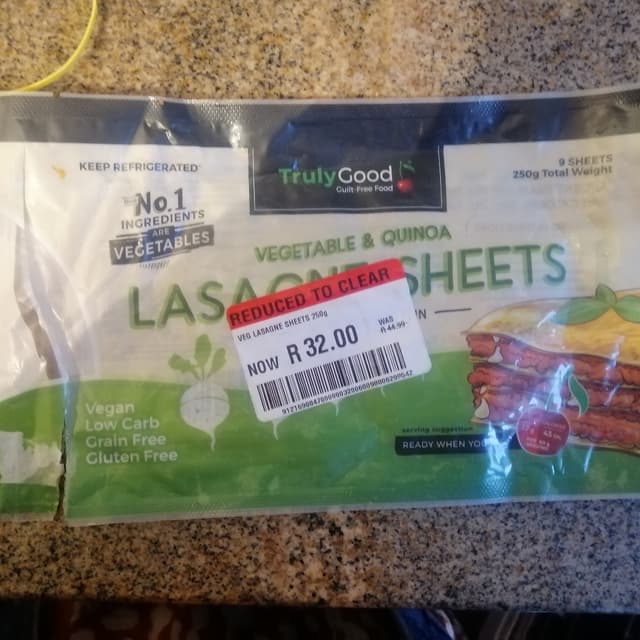 KEEP REFRIGERATED
No.1
INGREDIENTS
ARE
VEGETABLES
TrulyGood
Guilt-Free Food
9 SHEETS
250g Total Weight
VEGETABLE & QUINOA
LASAGNE SHEETS
REDUCED TO CLEAR
VEG LASAGNE SHEETS 250g
WAS
R 44.99
NOW R 32.00
Vegan
Low Carb
Grain Free
Gluten Free
serving suggestion
READY WHEN YOU